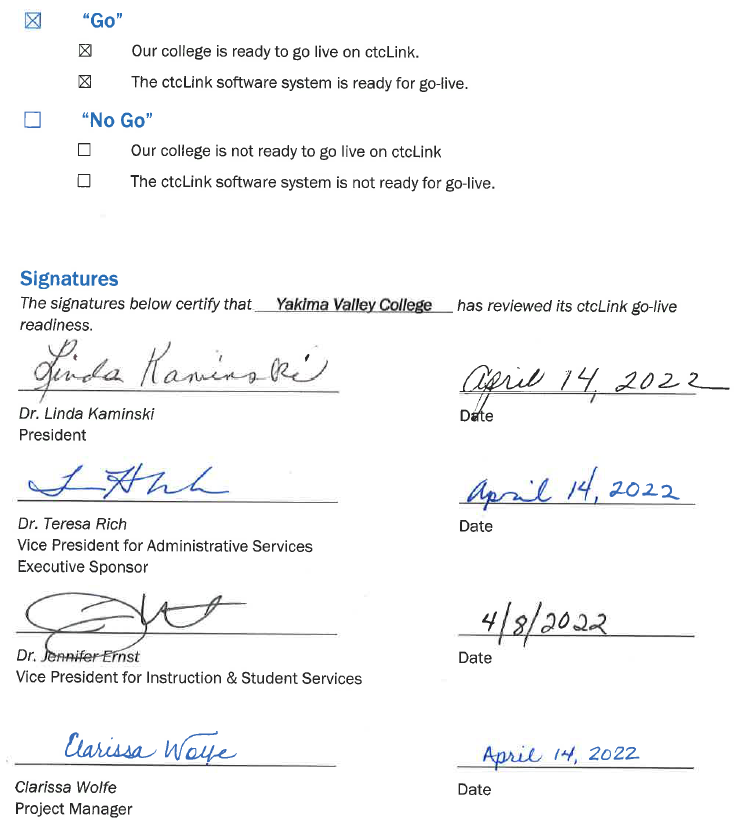 ☒ “Go”
☒ Our college is ready to go live on ctcLink.
☒ The ctcLink software system is ready for go-live.
☐ “No Go”
☐ Our college is not ready to go live on ctcLink
☐ The ctcLink software system is not ready for go-live.
Signatures
The signatures below certify that Yakima Valley College has reviewed its ctcLink go-live
readiness.
Linda Kaminski April 14, 2022
Dr. Linda Kaminski Date
President
April 14, 2022
Dr. Teresa Rich Date
Vice President for Administrative Services
Executive Sponsor
4/8/2022
Dr. Jennifer Ernst Date
Vice President for Instruction & Student Services
Clarissa Wolfe April 14, 2022
Clarissa Wolfe Date
Project Manager